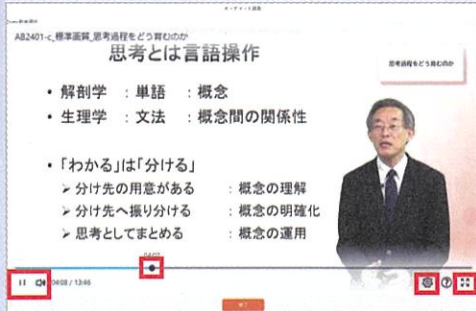 AB2401-c_標準画質_思考過程をどう育むのか
思考とは言語操作
思考過程をどう育むのか
・ 解剖学 : 単語 : 概念
・ 生理学 : 文法 : 概念間の関係性
・ 「わかる」は「分ける」
➢ 分け先の用意がある : 概念の理解
➢ 分け先へ振り分ける : 概念の明確化
➢ 思考としてまとめる : 概念の運用
04:08 / 13:46